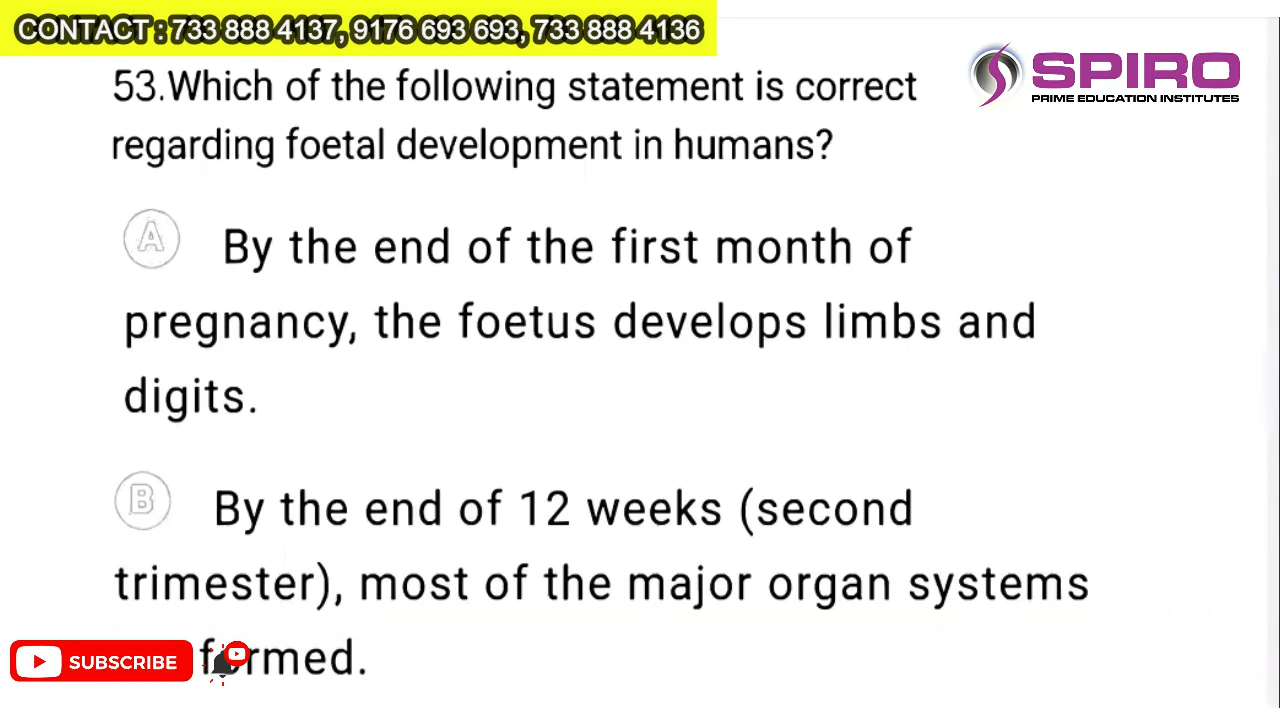 CONTACT : 733 888 4137, 9176 693 693, 733 888 4136
SPIRO
PRIME EDUCATION INSTITUTES
53.Which of the following statement is correct
regarding foetal development in humans?
A By the end of the first month of
pregnancy, the foetus develops limbs and
digits.
B By the end of 12 weeks (second
trimester), most of the major organ systems
formed.
SUBSCRIBE